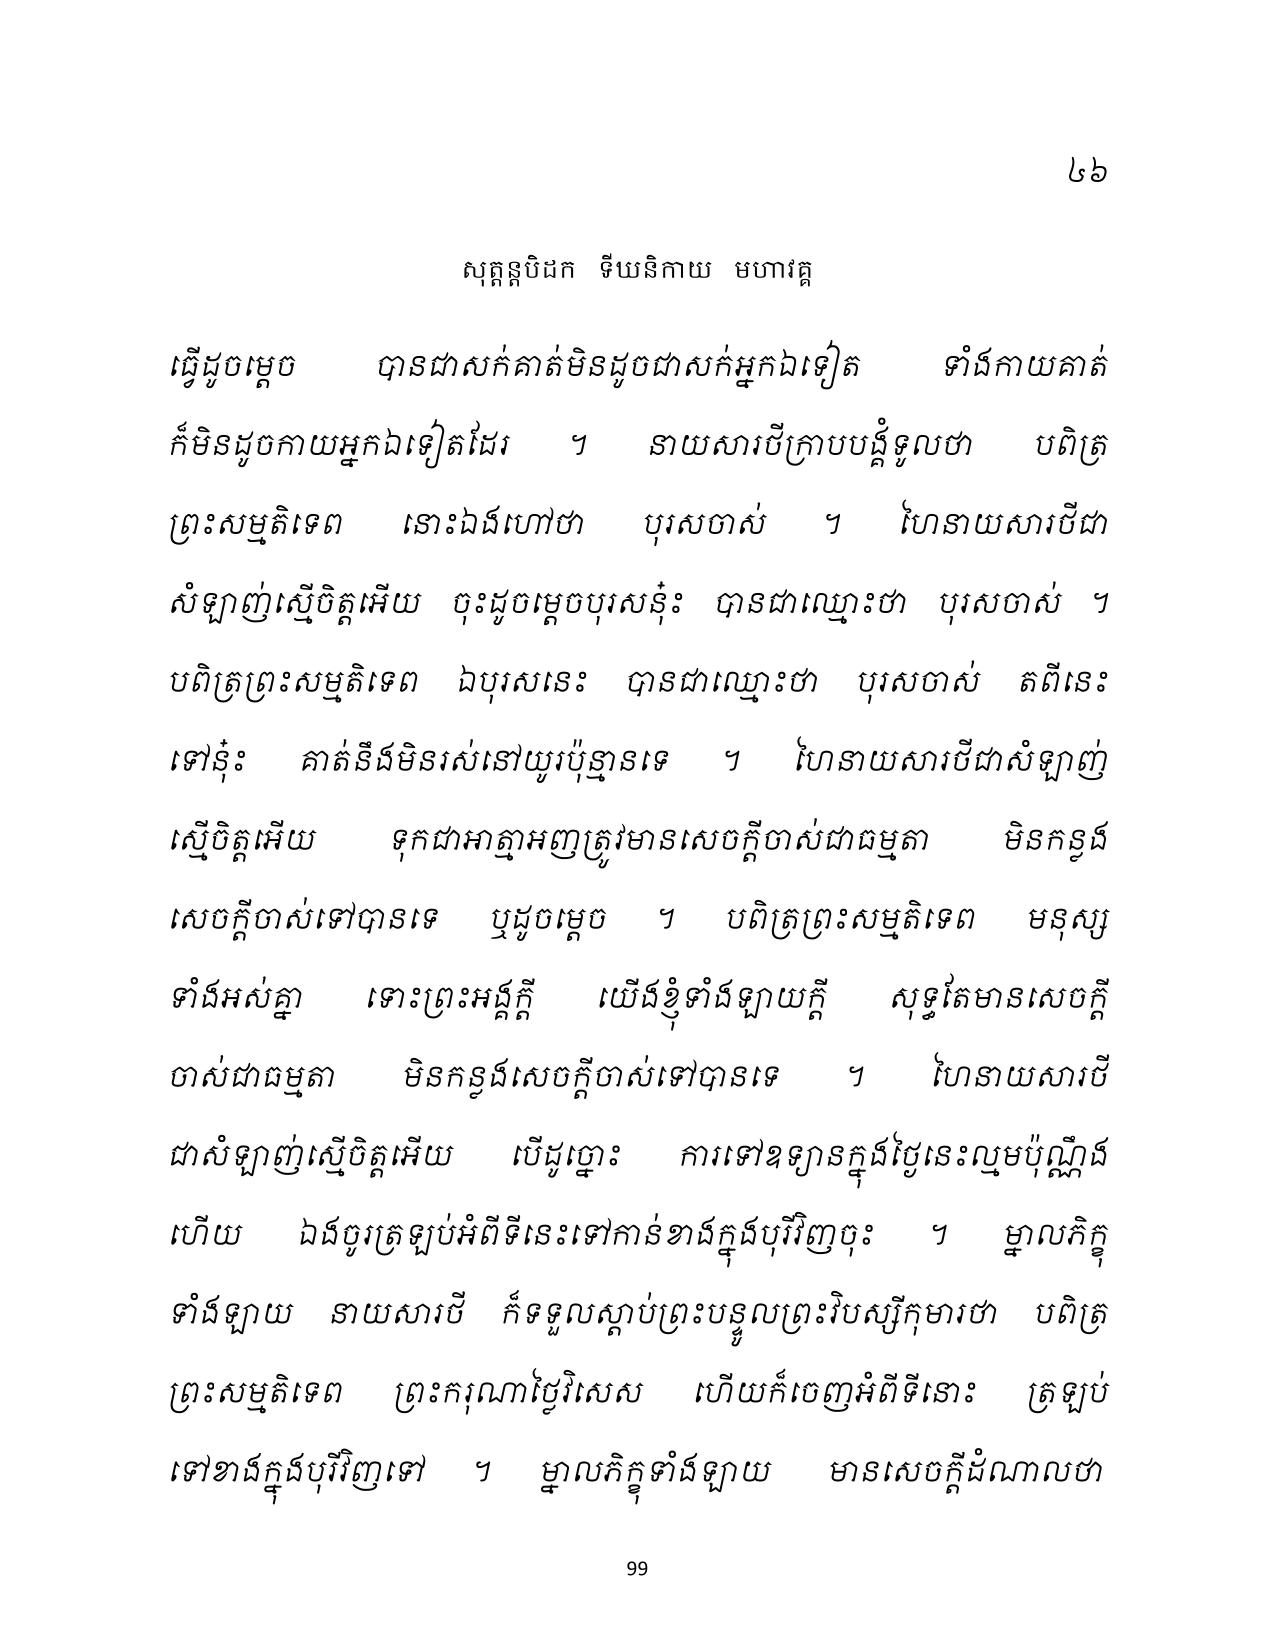 ៤៦
សុត្តន្តបិដក ទីឃនិកាយ មហាវគ្គ
ធ្វើដូចម្តេច បានជាសក់គាត់មិនដូចជាសក់អ្នកឯទៀត ទាំងកាយគាត់
ក៏មិនដូចកាយអ្នកឯទៀតដែរ ។ នាយសារថីក្រាបបង្គំទូលថា បពិត្រ
ព្រះសម្មតិទេព នោះឯងហៅថា បុរសចាស់ ។ ហៃនាយសារថីជា
សំឡាញ់ស្មើចិត្តអើយ ចុះដូចម្តេចបុរសនុ៎ះ បានជាឈ្មោះថា បុរសចាស់ ។
បពិត្រព្រះសម្មតិទេព ឯបុរសនេះ បានជាឈ្មោះថា បុរសចាស់ តពីនេះ
ទៅនុ៎ះ គាត់នឹងមិនរស់នៅយូរប៉ុន្មានទេ ។ ហៃនាយសារថីជាសំឡាញ់
ស្មើចិត្តអើយ ទុកជាអាត្មាអញត្រូវមានសេចក្តីចាស់ជាធម្មតា មិនកន្លង
សេចក្តីចាស់ទៅបានទេ ឬដូចម្តេច ។ បពិត្រព្រះសម្មតិទេព មនុស្ស
ទាំងអស់គ្នា ទោះព្រះអង្គក្តី យើងខ្ញុំទាំងឡាយក្តី សុទ្ធតែមានសេចក្តី
ចាស់ជាធម្មតា មិនកន្លងសេចក្តីចាស់ទៅបានទេ ។ ហៃនាយសារថី
ជាសំឡាញ់ស្មើចិត្តអើយ បើដូច្នោះ ការទៅឧទ្យានក្នុងថ្ងៃនេះល្មមប៉ុណ្ណឹង
ហើយ ឯងចូរត្រឡប់អំពីទីនេះទៅកាន់ខាងក្នុងបុរីវិញចុះ ។ ម្នាលភិក្ខុ
ទាំងឡាយ នាយសារថី ក៏ទទួលស្តាប់ព្រះបន្ទូលព្រះវិបស្សីកុមារថា បពិត្រ
ព្រះសម្មតិទេព ព្រះករុណាថ្លៃវិសេស ហើយក៏ចេញអំពីទីនោះ ត្រឡប់
ទៅខាងក្នុងបុរីវិញទៅ ។ ម្នាលភិក្ខុទាំងឡាយ មានសេចក្តីដំណាលថា
99